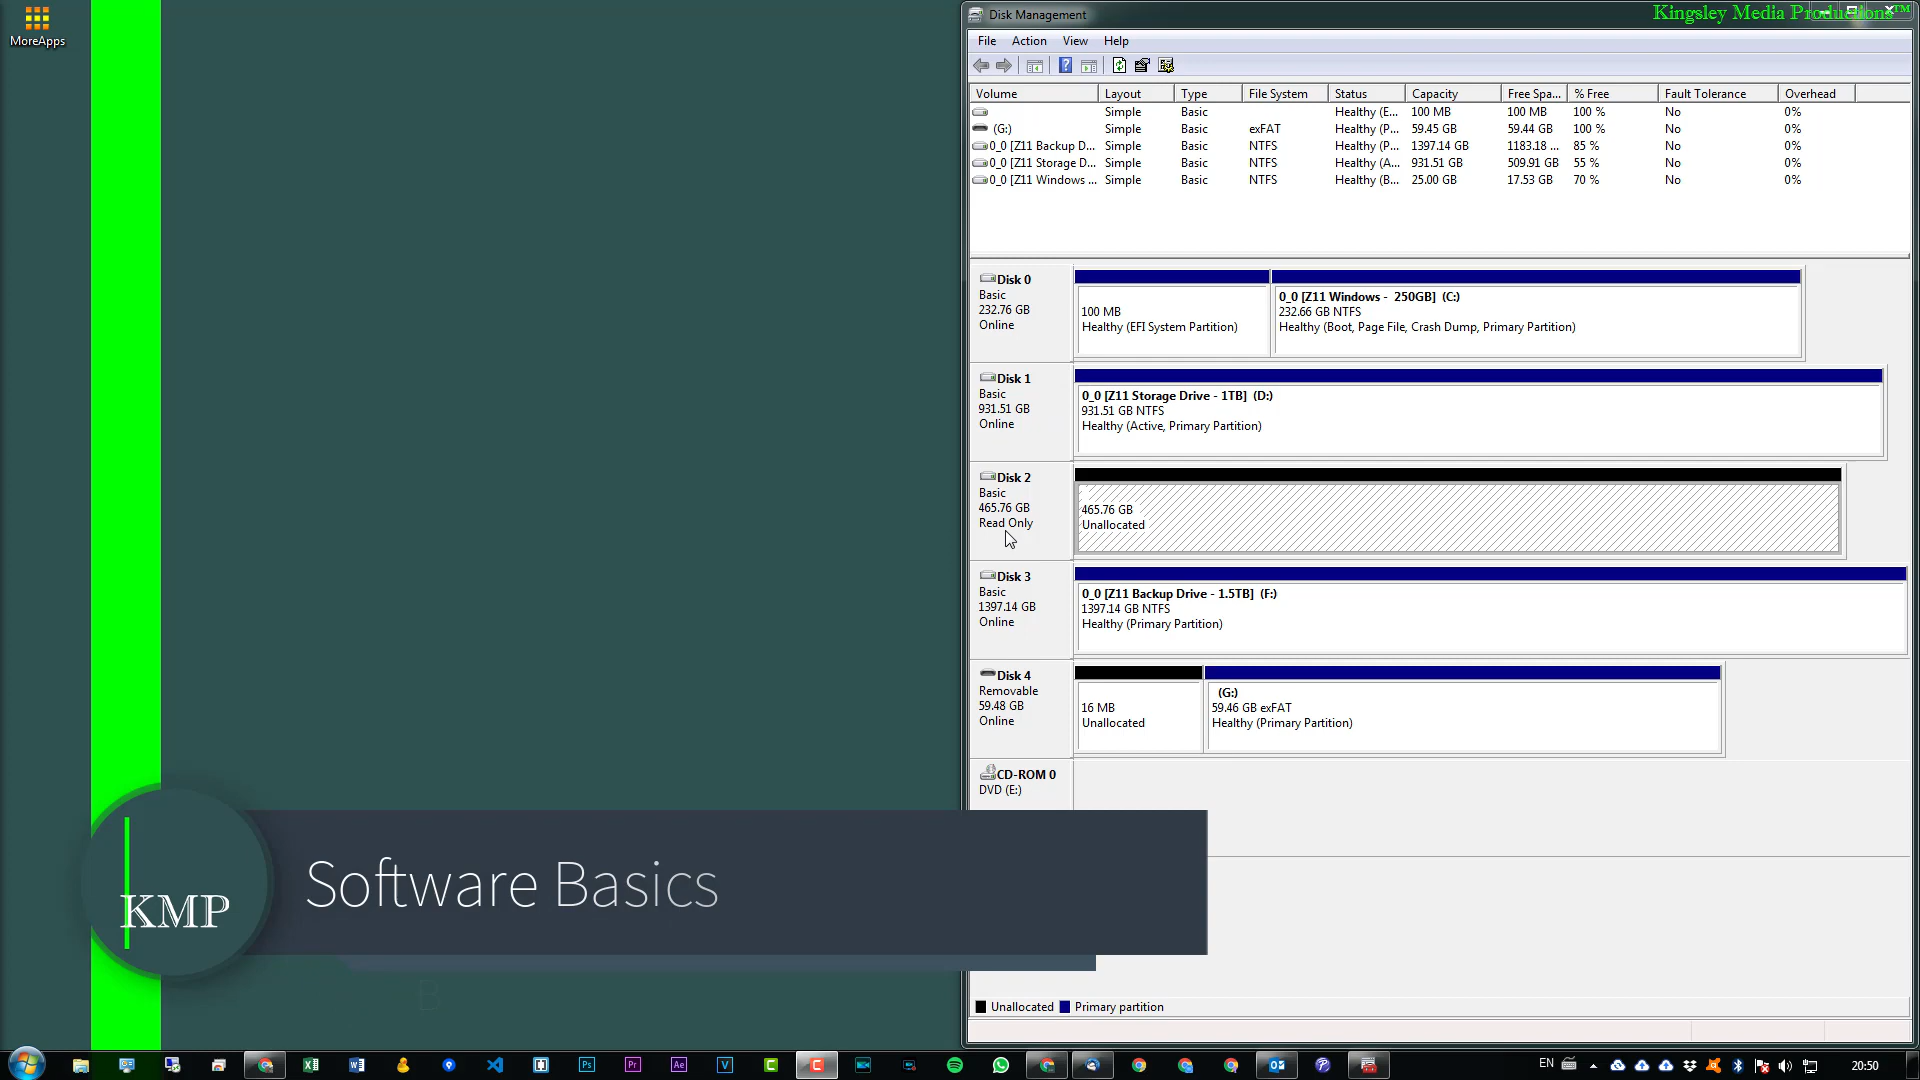 MoreApps
Disk Management
Kingsley Media Productions™
File Action View Help
Volume Layout Type File System Status Capacity Free Spa... % Free Fault Tolerance Overhead
Simple Basic Healthy (E... 100 MB 100 MB 100 % No 0%
(G:) Simple Basic exFAT Healthy (P... 59.45 GB 59.44 GB 100 % No 0%
0_0 [Z11 Backup D... Simple Basic NTFS Healthy (P... 1397.14 GB 1183.18 ... 85 % No 0%
0_0 [Z11 Storage D... Simple Basic NTFS Healthy (A... 931.51 GB 509.91 GB 55 % No 0%
0_0 [Z11 Windows ... Simple Basic NTFS Healthy (B... 25.00 GB 17.53 GB 70 % No 0%
Disk 0
Basic
232.76 GB
Online
100 MB
Healthy (EFI System Partition)
0_0 [Z11 Windows - 250GB] (C:)
232.66 GB NTFS
Healthy (Boot, Page File, Crash Dump, Primary Partition)
Disk 1
Basic
931.51 GB
Online
0_0 [Z11 Storage Drive - 1TB] (D:)
931.51 GB NTFS
Healthy (Active, Primary Partition)
Disk 2
Basic
465.76 GB
Read Only
465.76 GB
Unallocated
Disk 3
Basic
1397.14 GB
Online
0_0 [Z11 Backup Drive - 1.5TB] (F:)
1397.14 GB NTFS
Healthy (Primary Partition)
Disk 4
Removable
59.48 GB
Online
16 MB
Unallocated
(G:)
59.46 GB exFAT
Healthy (Primary Partition)
CD-ROM 0
DVD (E:)
KMP
Software Basics
B
Unallocated Primary partition
Ps Pr Ae V C C
EN
20:50